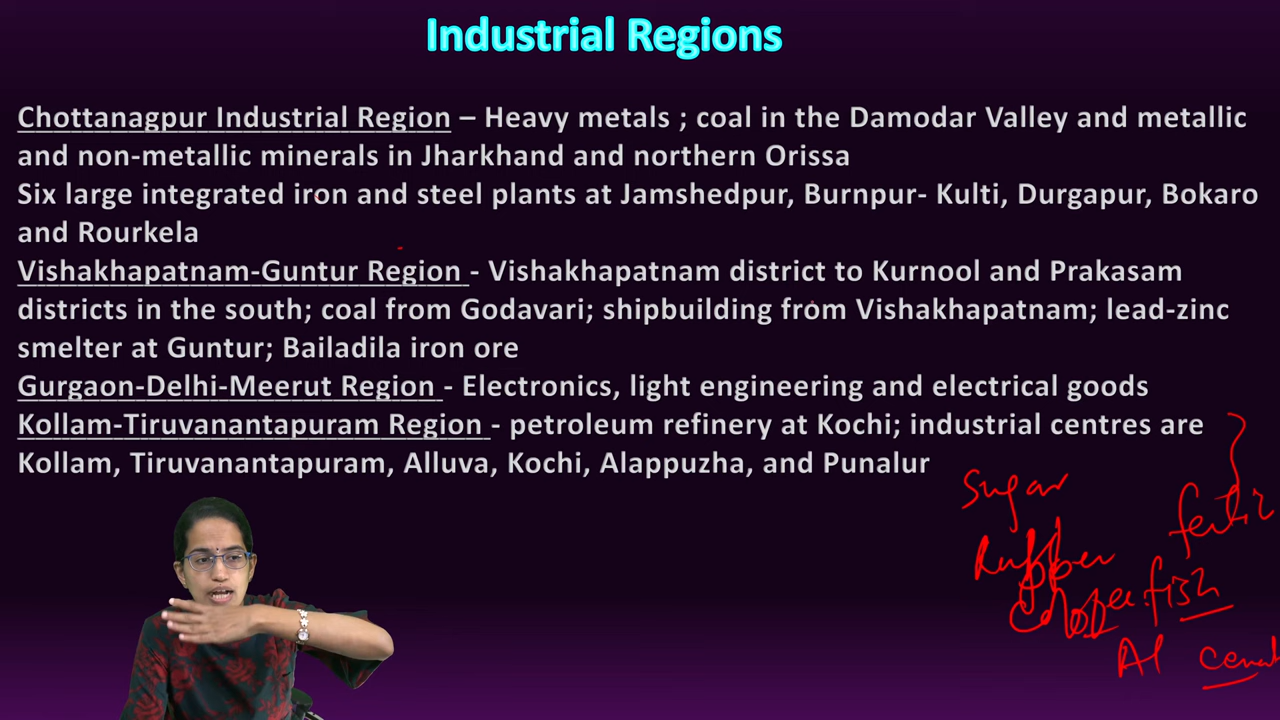 Industrial Regions
Chottanagpur Industrial Region – Heavy metals ; coal in the Damodar Valley and metallic
and non-metallic minerals in Jharkhand and northern Orissa
Six large integrated iron and steel plants at Jamshedpur, Burnpur- Kulti, Durgapur, Bokaro
and Rourkela
Vishakhapatnam-Guntur Region - Vishakhapatnam district to Kurnool and Prakasam
districts in the south; coal from Godavari; shipbuilding from Vishakhapatnam; lead-zinc
smelter at Guntur; Bailadila iron ore
Gurgaon-Delhi-Meerut Region - Electronics, light engineering and electrical goods
Kollam-Tiruvanantapuram Region - petroleum refinery at Kochi; industrial centres are
Kollam, Tiruvanantapuram, Alluva, Kochi, Alappuzha, and Punalur
Sugar
Rubber
fish
Al